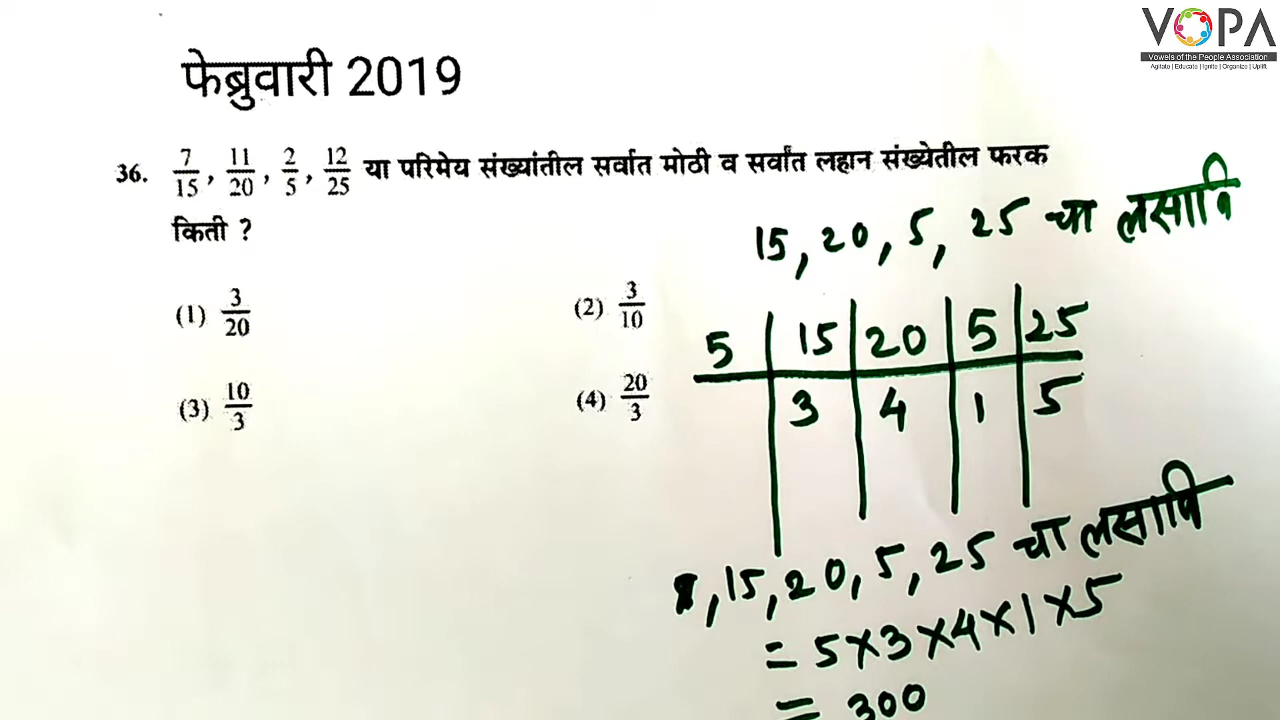 VOPA
Vowels of the People Association
Agitate | Educate | Ignite | Organize | Uplift
फेब्रुवारी 2019
36. 7/15, 11/20, 2/5, 12/25 या परिमेय संख्यांतील सर्वात मोठी व सर्वांत लहान संख्येतील फरक
किती ?
(1) 3/20 (2) 3/10
(3) 10/3 (4) 20/3
15, 20, 5, 25 चा लसावि
5 | 15 | 20 | 5 | 25
3 | 4 | 1 | 5
, 15, 20, 5, 25 चा लसावि
= 5×3×4×1×5
= 300